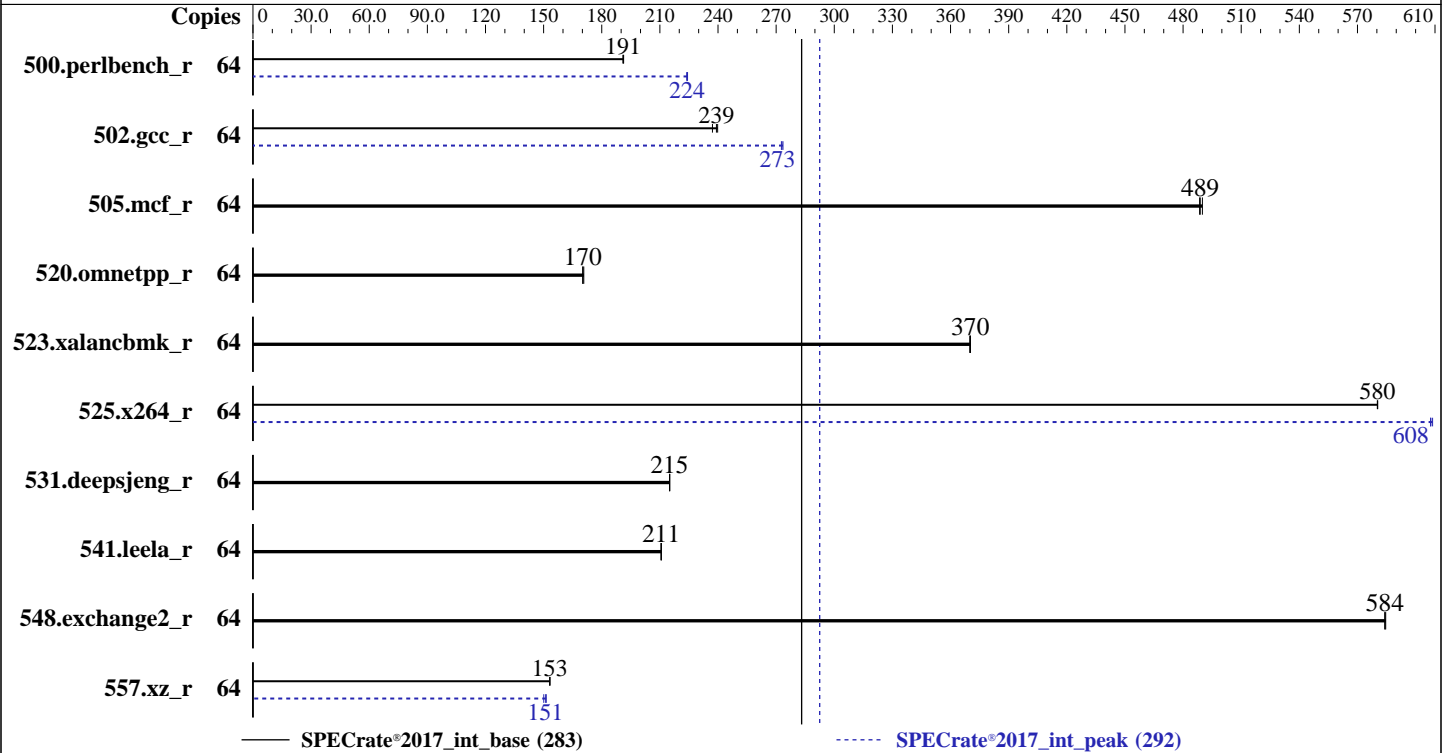 Copies 0 30.0 60.0 90.0 120 150 180 210 240 270 300 330 360 390 420 450 480 510 540 570 610
191
500.perlbench_r 64
224
239
502.gcc_r 64
273
489
505.mcf_r 64
170
520.omnetpp_r 64
370
523.xalancbmk_r 64
580
525.x264_r 64
608
215
531.deepsjeng_r 64
211
541.leela_r 64
584
548.exchange2_r 64
153
557.xz_r 64
151
SPECrate®2017_int_base (283) SPECrate®2017_int_peak (292)